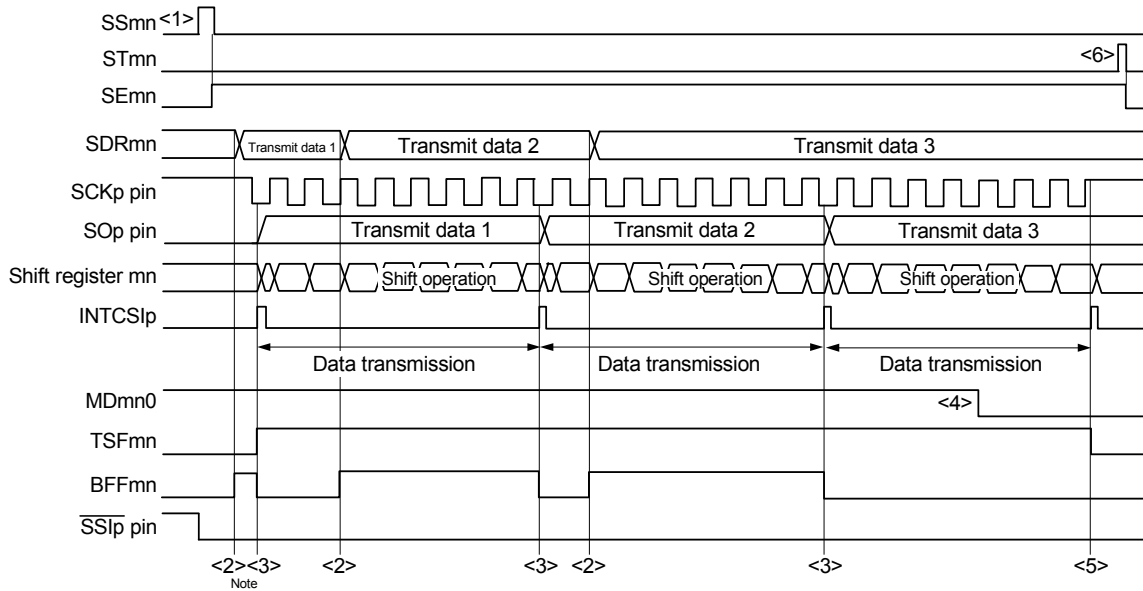 SSmn <1>
STmn <6>
SEmn
SDRmn Transmit data 1 Transmit data 2 Transmit data 3
SCKp pin
SOp pin Transmit data 1 Transmit data 2 Transmit data 3
Shift register mn Shift operation Shift operation Shift operation
INTCSIp
Data transmission Data transmission Data transmission
MDmn0 <4>
TSFmn
BFFmn
SSIp pin
<2> <3> <2> <3> <2> <3> <5>
Note